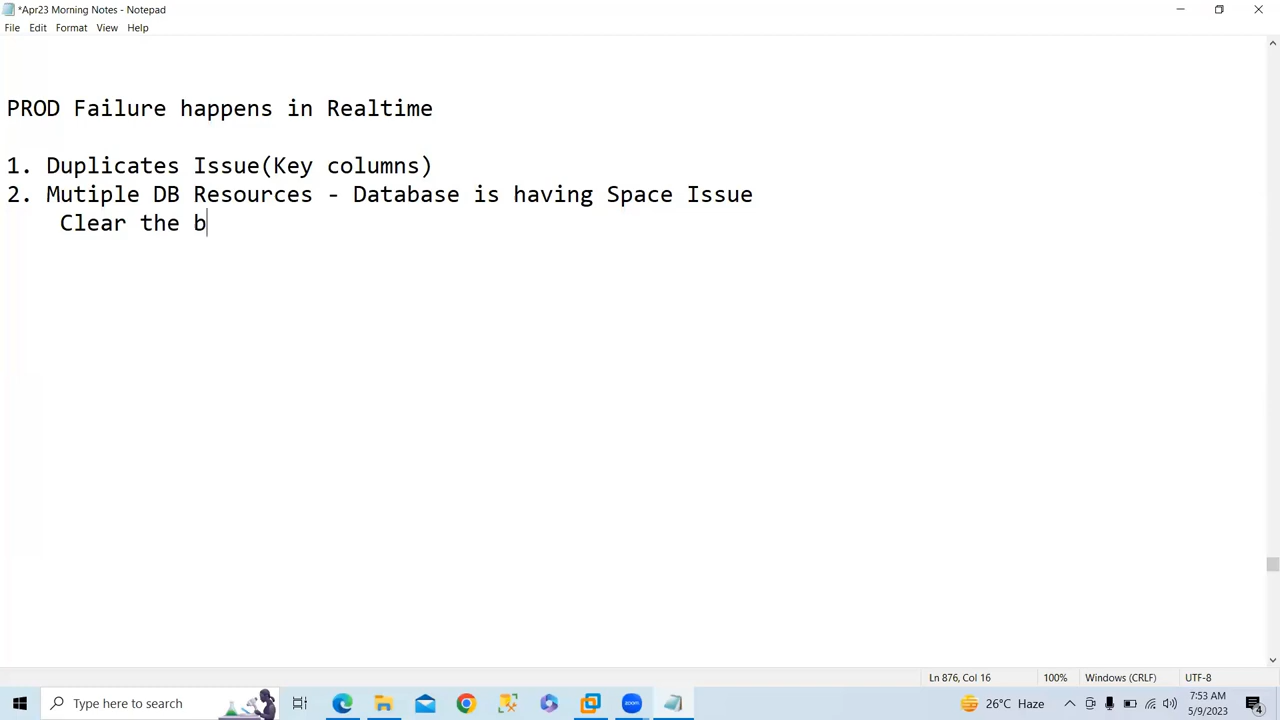 *Apr23 Morning Notes - Notepad
File Edit Format View Help
PROD Failure happens in Realtime
1. Duplicates Issue(Key columns)
2. Mutiple DB Resources - Database is having Space Issue
Clear the b
Ln 876, Col 16 100% Windows (CRLF) UTF-8
Type here to search
zoom
26°C Haze
7:53 AM
5/9/2023
4